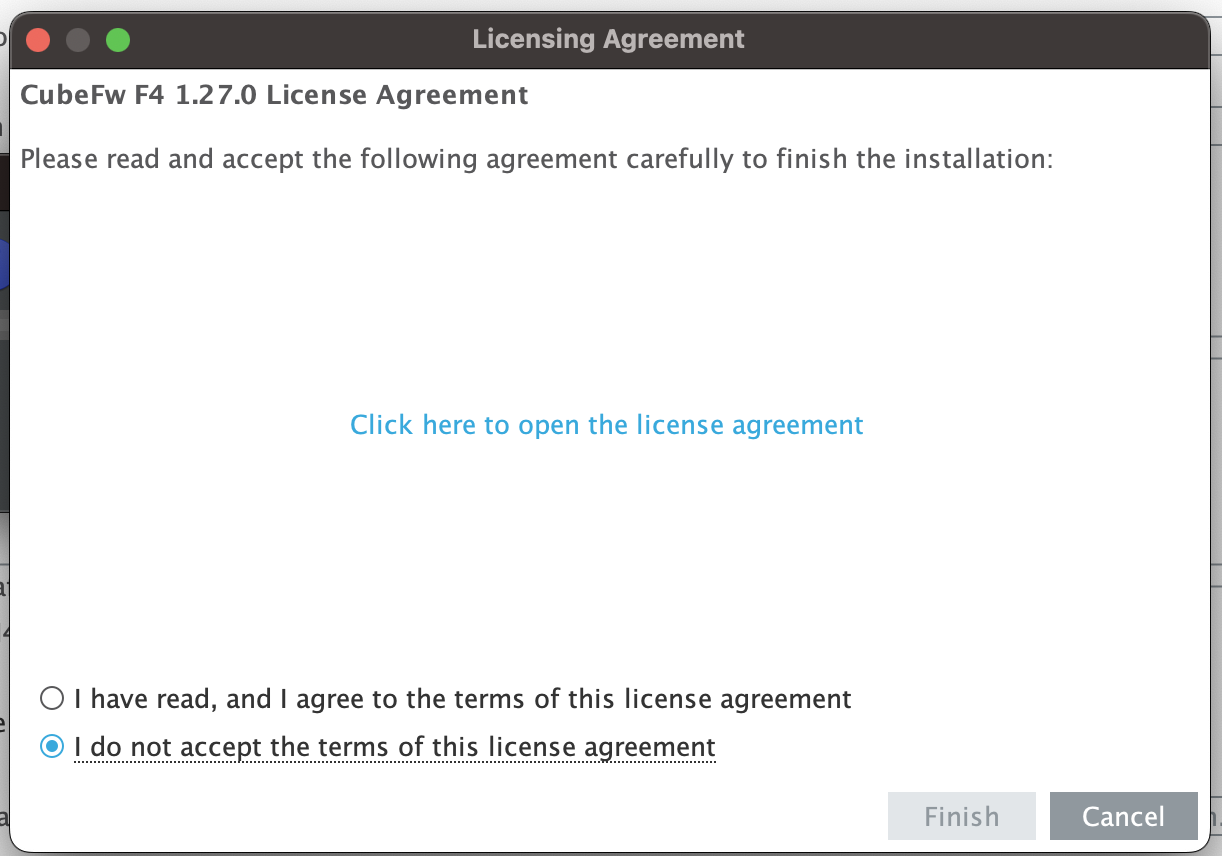 Licensing Agreement
CubeFw F4 1.27.0 License Agreement
Please read and accept the following agreement carefully to finish the installation:
Click here to open the license agreement
I have read, and I agree to the terms of this license agreement
I do not accept the terms of this license agreement
Finish
Cancel